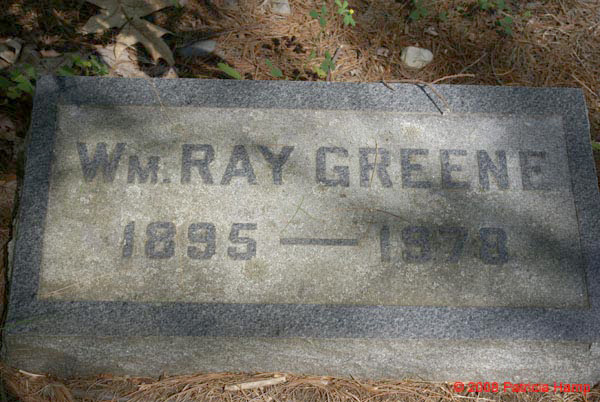 WM. RAY GREENE
1895 — 1978
© 2008 Patricia Hamp